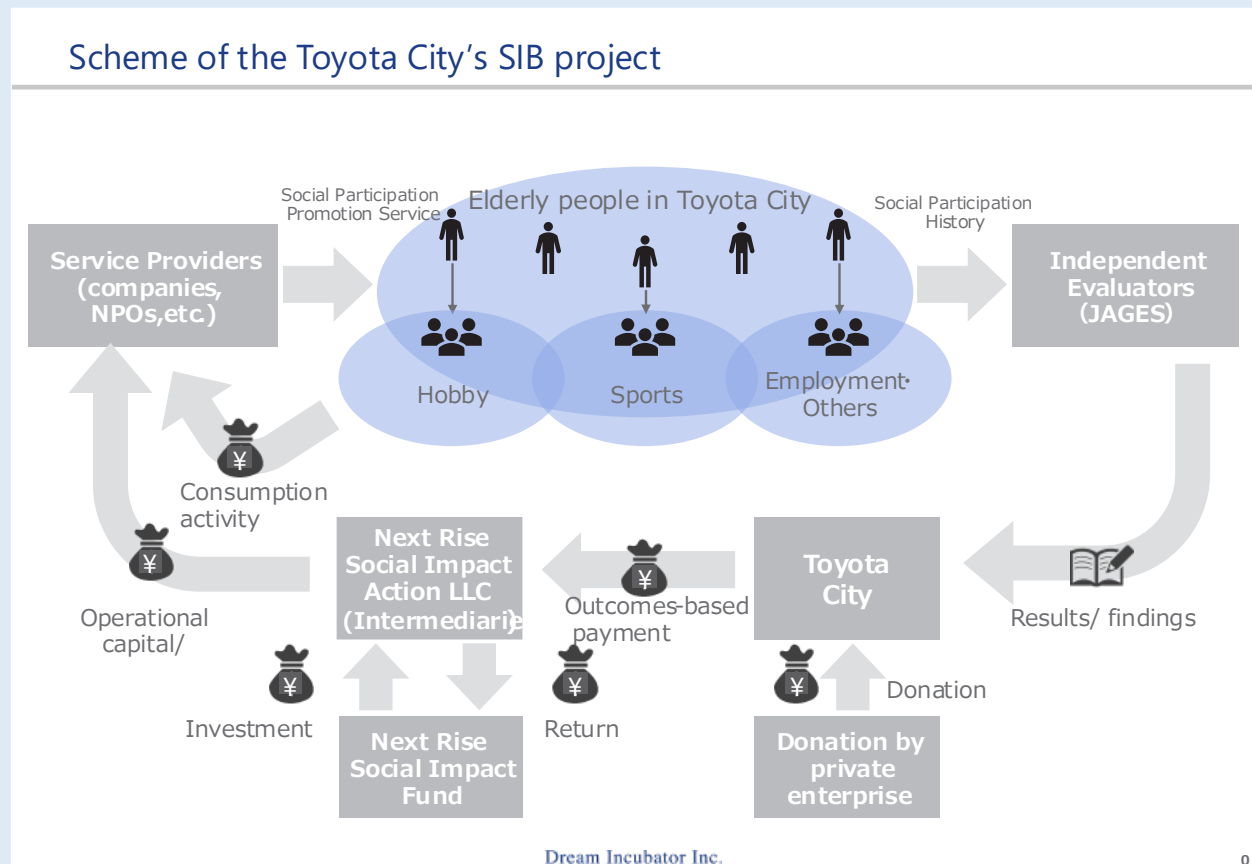 Scheme of the Toyota City’s SIB project
Social Participation
Promotion Service
Elderly people in Toyota City
Social Participation
History
Service Providers
(companies,
NPOs,etc.)
Independent
Evaluators
(JAGES)
Hobby
Sports
Employment・
Others
¥
Consumption
activity
Next Rise
Social Impact
Action LLC
(Intermediarie
Toyota
City
¥
¥
Outcomes-based
payment
Operational
capital/
Results/ findings
¥
¥
¥
Investment
Return
Donation
Next Rise
Social Impact
Fund
Donation by
private
enterprise
Dream Incubator Inc.